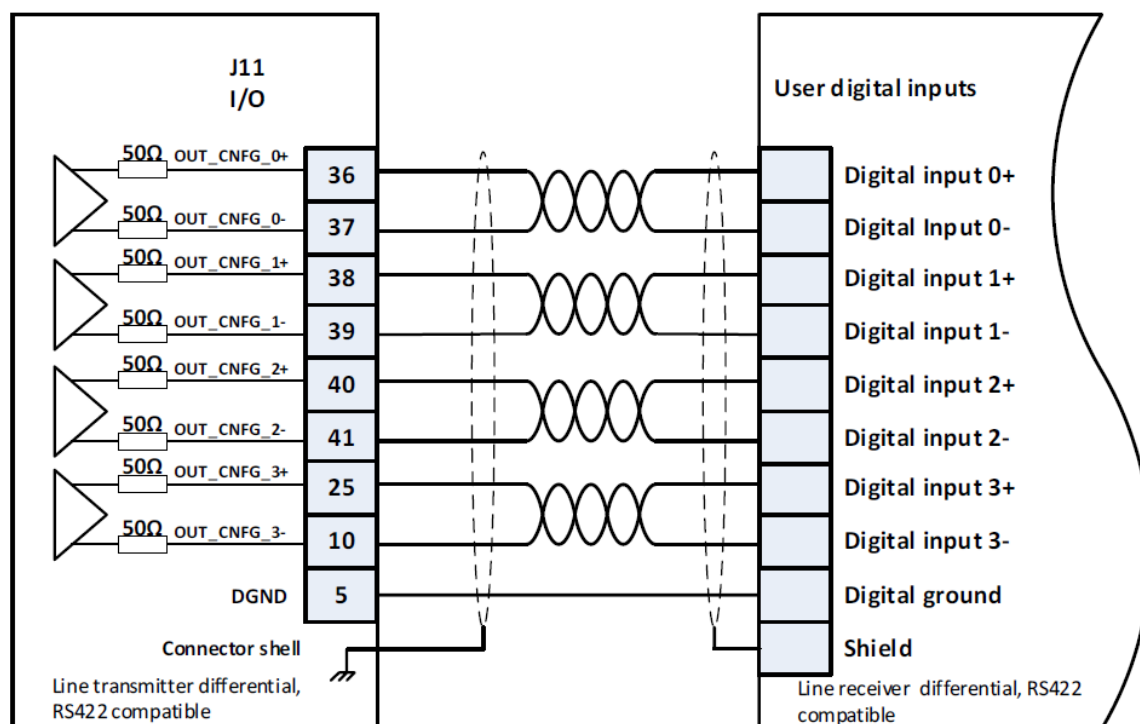 J11
I/O
User digital inputs
50Ω OUT_CNFG_0+ 36 Digital input 0+
50Ω OUT_CNFG_0- 37 Digital Input 0-
50Ω OUT_CNFG_1+ 38 Digital input 1+
50Ω OUT_CNFG_1- 39 Digital input 1-
50Ω OUT_CNFG_2+ 40 Digital input 2+
50Ω OUT_CNFG_2- 41 Digital input 2-
50Ω OUT_CNFG_3+ 25 Digital input 3+
50Ω OUT_CNFG_3- 10 Digital input 3-
DGND 5 Digital ground
Connector shell Shield
Line transmitter differential,
RS422 compatible
Line receiver differential, RS422
compatible